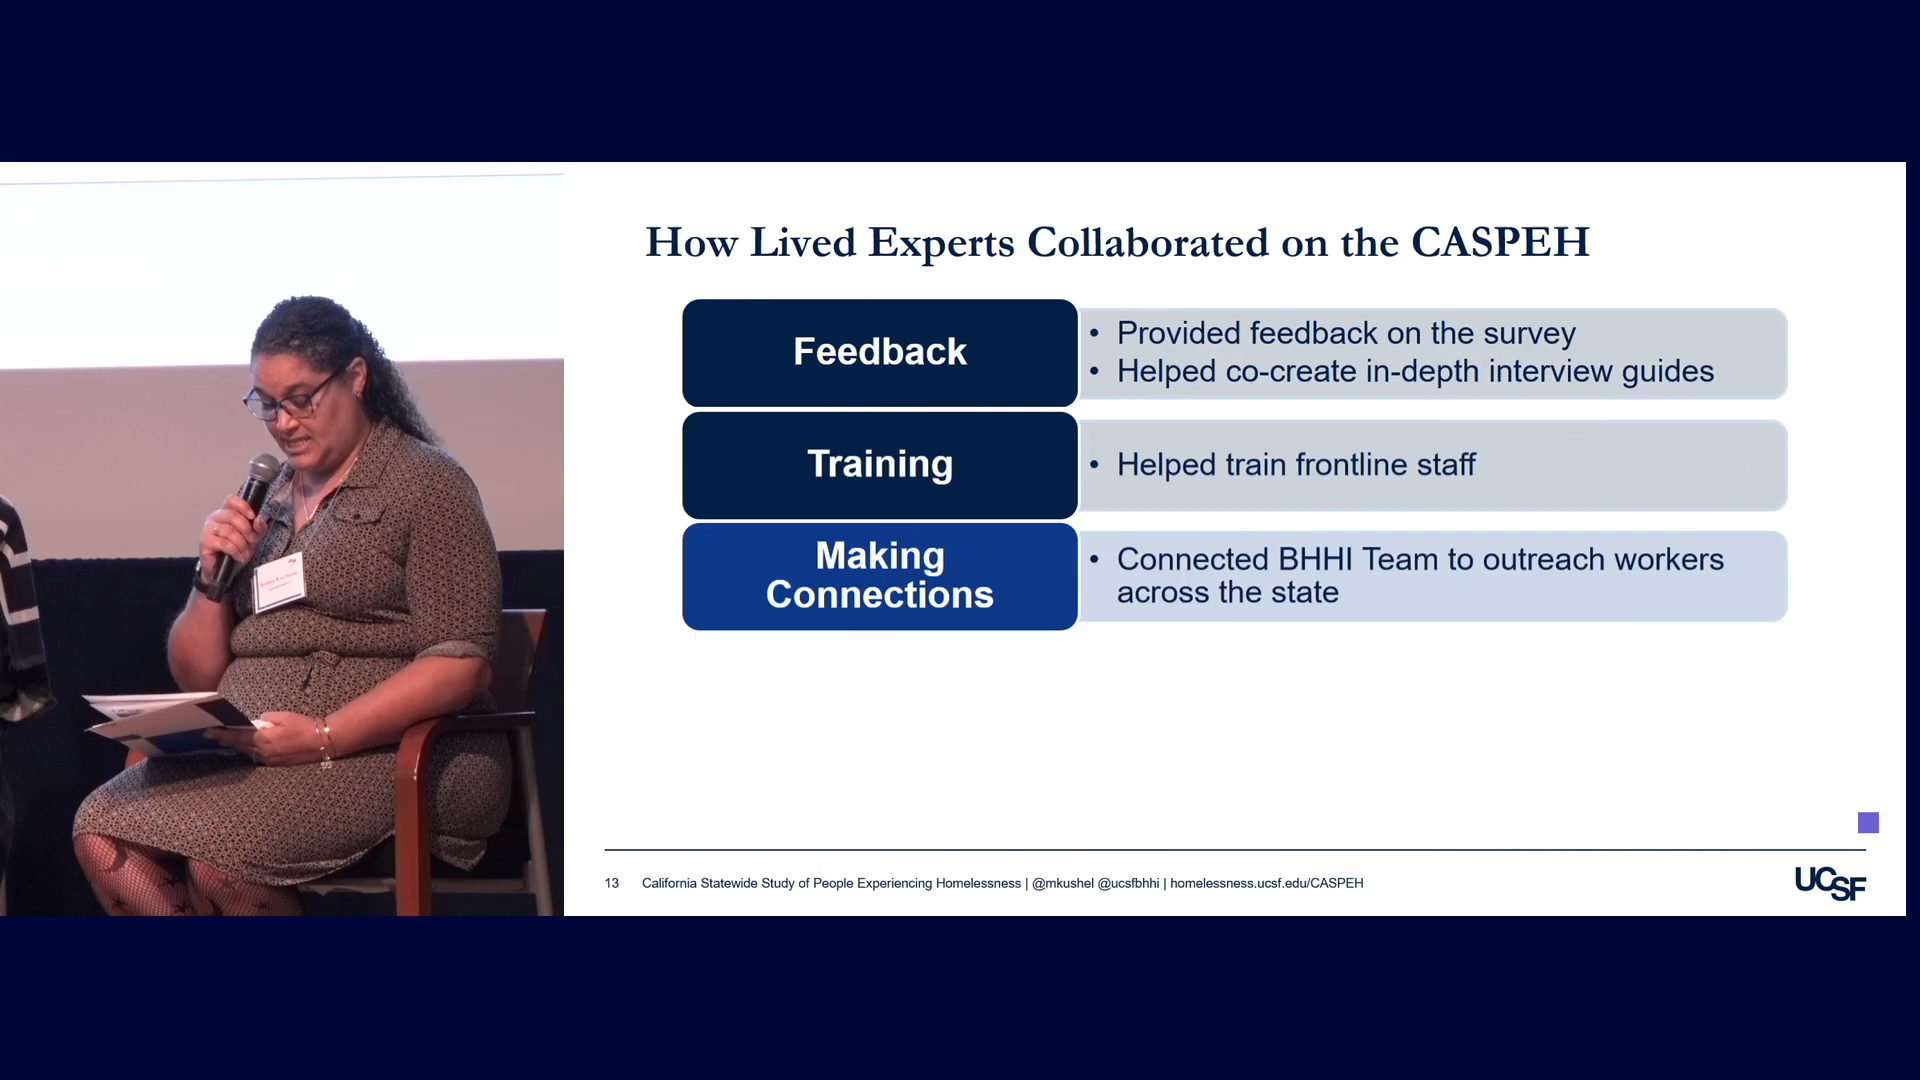 How Lived Experts Collaborated on the CASPEH
Feedback
• Provided feedback on the survey
• Helped co-create in-depth interview guides
Training
• Helped train frontline staff
Making
Connections
• Connected BHHI Team to outreach workers
across the state
13 California Statewide Study of People Experiencing Homelessness | @mkushel @ucsfbhhi | homelessness.ucsf.edu/CASPEH
UCSF